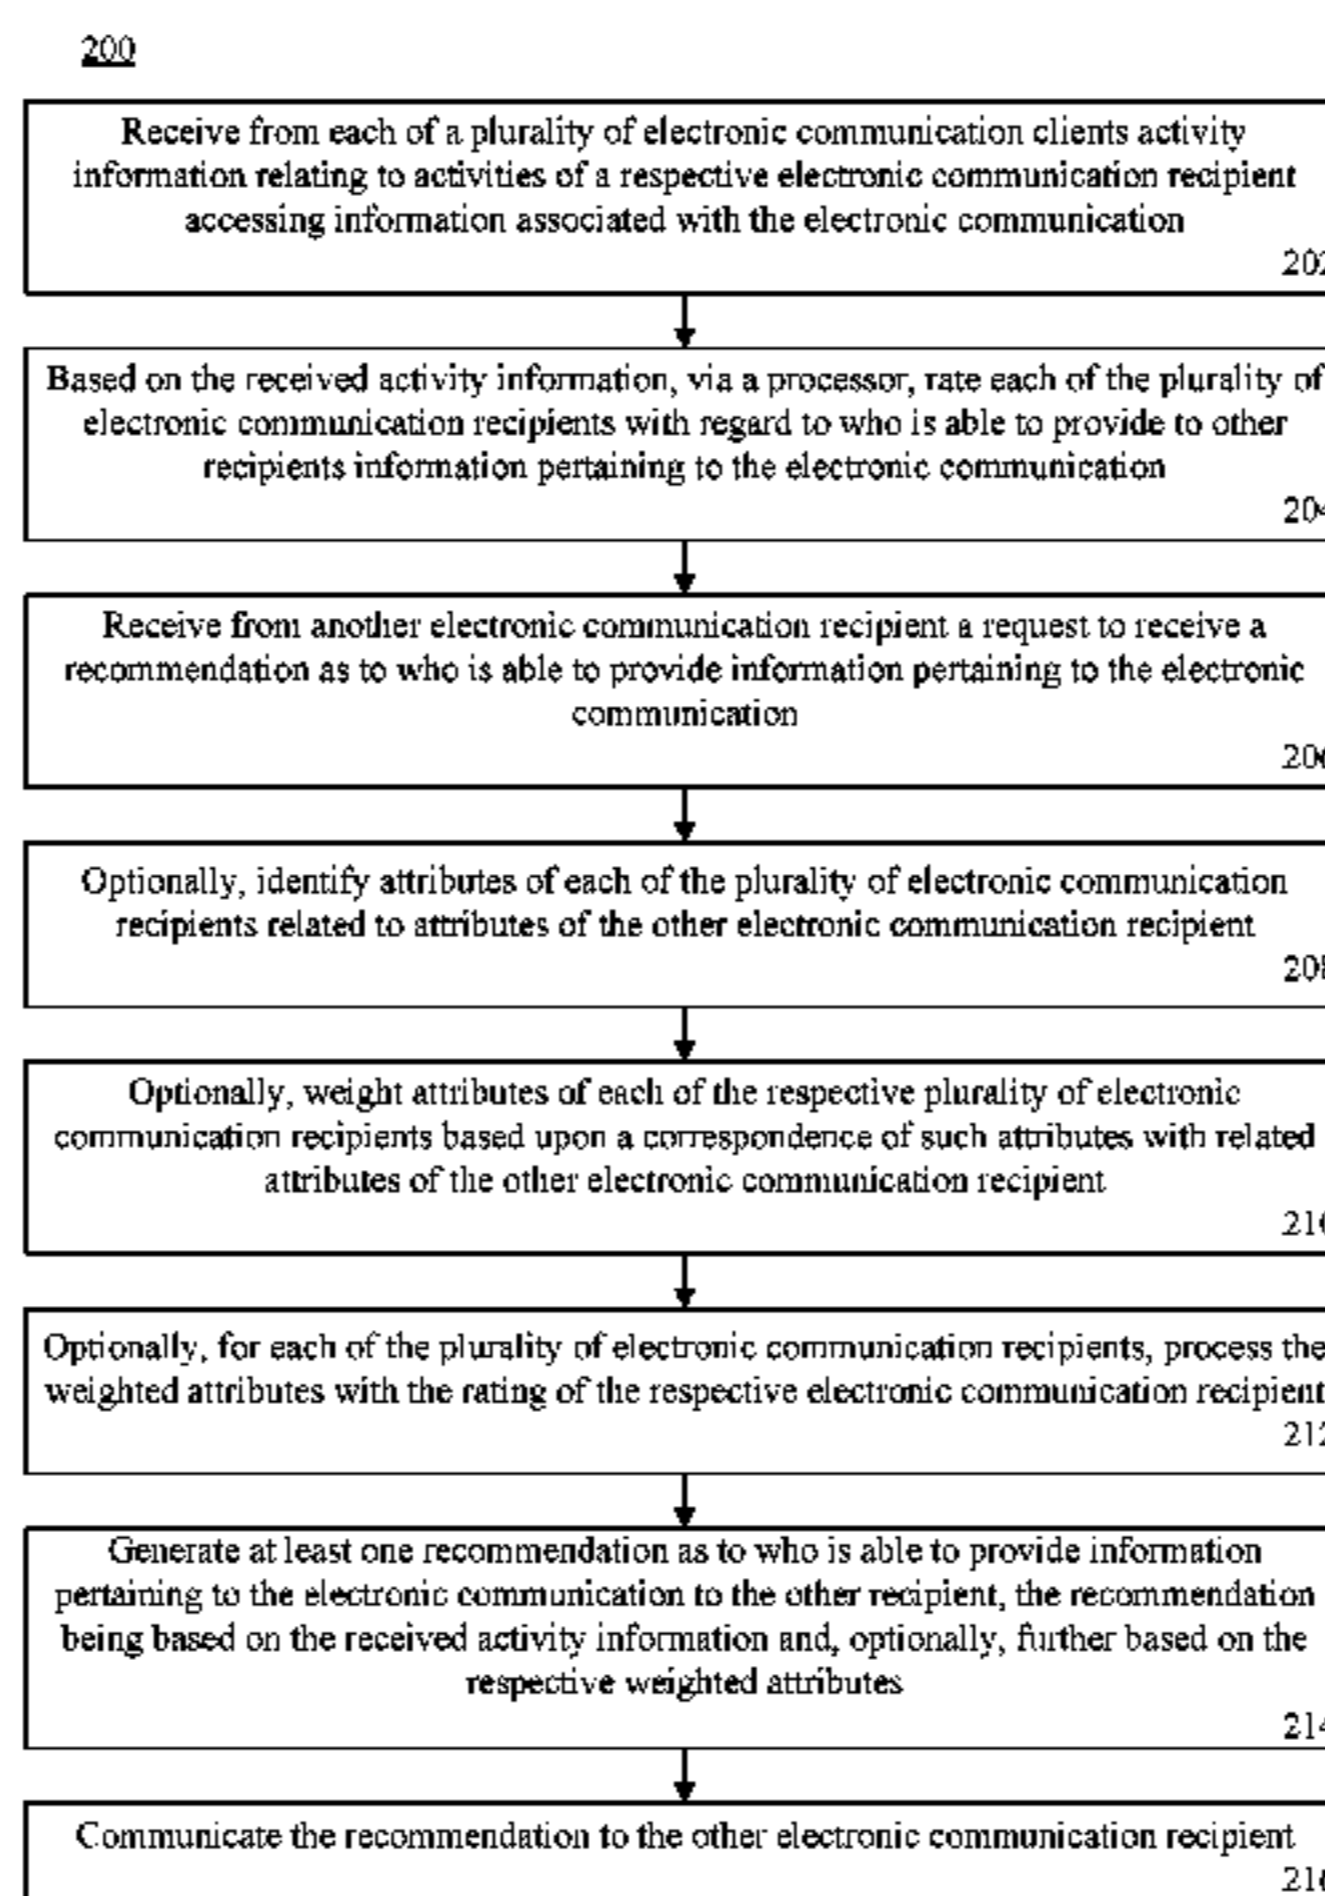 200
Receive from each of a plurality of electronic communication clients activity
information relating to activities of a respective electronic communication recipient
accessing information associated with the electronic communication
202
Based on the received activity information, via a processor, rate each of the plurality of
electronic communication recipients with regard to who is able to provide to other
recipients information pertaining to the electronic communication
204
Receive from another electronic communication recipient a request to receive a
recommendation as to who is able to provide information pertaining to the electronic
communication
206
Optionally, identify attributes of each of the plurality of electronic communication
recipients related to attributes of the other electronic communication recipient
208
Optionally, weight attributes of each of the respective plurality of electronic
communication recipients based upon a correspondence of such attributes with related
attributes of the other electronic communication recipient
210
Optionally, for each of the plurality of electronic communication recipients, process the
weighted attributes with the rating of the respective electronic communication recipient
212
Generate at least one recommendation as to who is able to provide information
pertaining to the electronic communication to the other recipient, the recommendation
being based on the received activity information and, optionally, further based on the
respective weighted attributes
214
Communicate the recommendation to the other electronic communication recipient
216